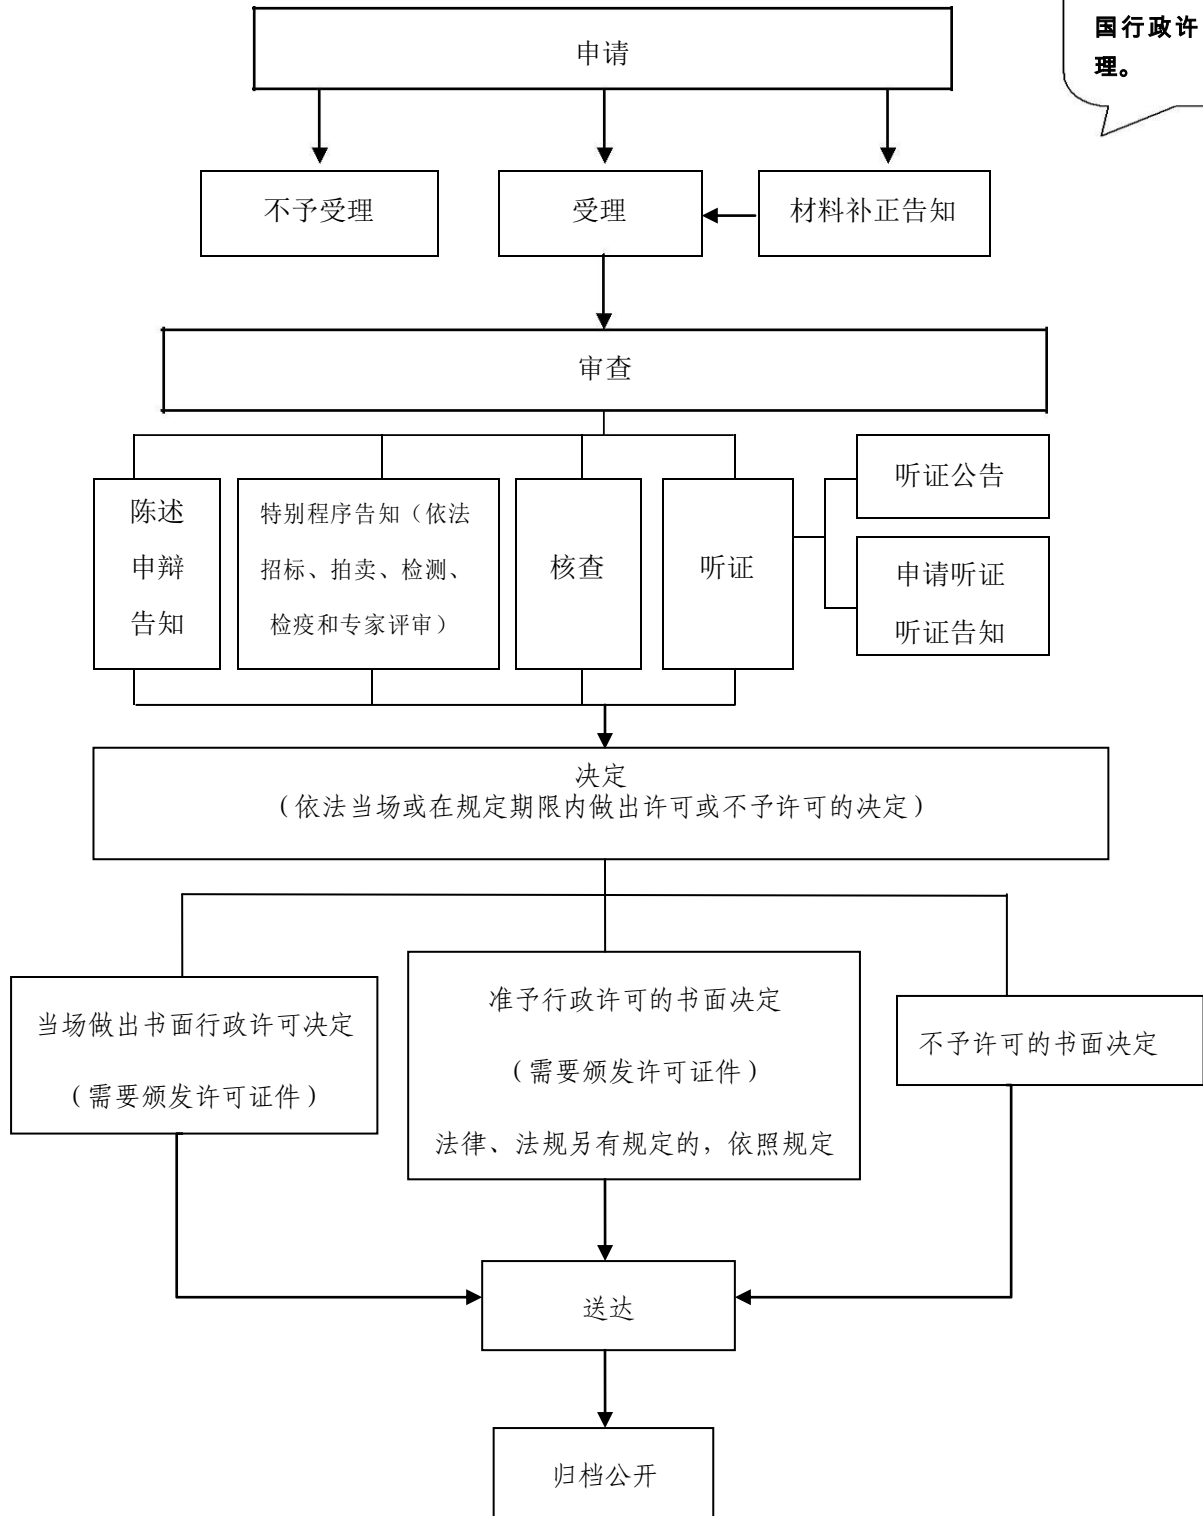 国行政许
理。
申请
不予受理
受理
材料补正告知
审查
陈述
申辩
告知
特别程序告知（依法
招标、拍卖、检测、
检疫和专家评审）
核查
听证
听证公告
申请听证
听证告知
决定
（依法当场或在规定期限内做出许可或不予许可的决定）
当场做出书面行政许可决定
（需要颁发许可证件）
准予行政许可的书面决定
（需要颁发许可证件）
法律、法规另有规定的，依照规定
不予许可的书面决定
送达
归档公开